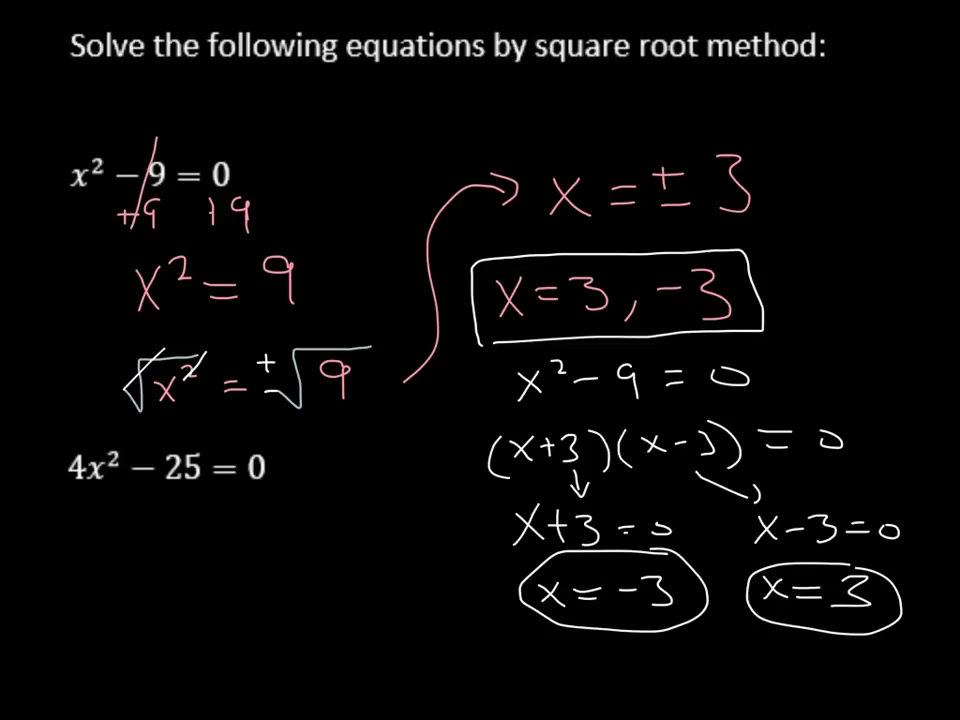 Solve the following equations by square root method:
x² − 9 = 0
+9 +9
x² = 9
√x² = ±√9
4x² − 25 = 0
x = ± 3
x = 3, −3
x² − 9 = 0
(x+3)(x−3) = 0
x+3 = 0 x−3 = 0
x = −3 x = 3